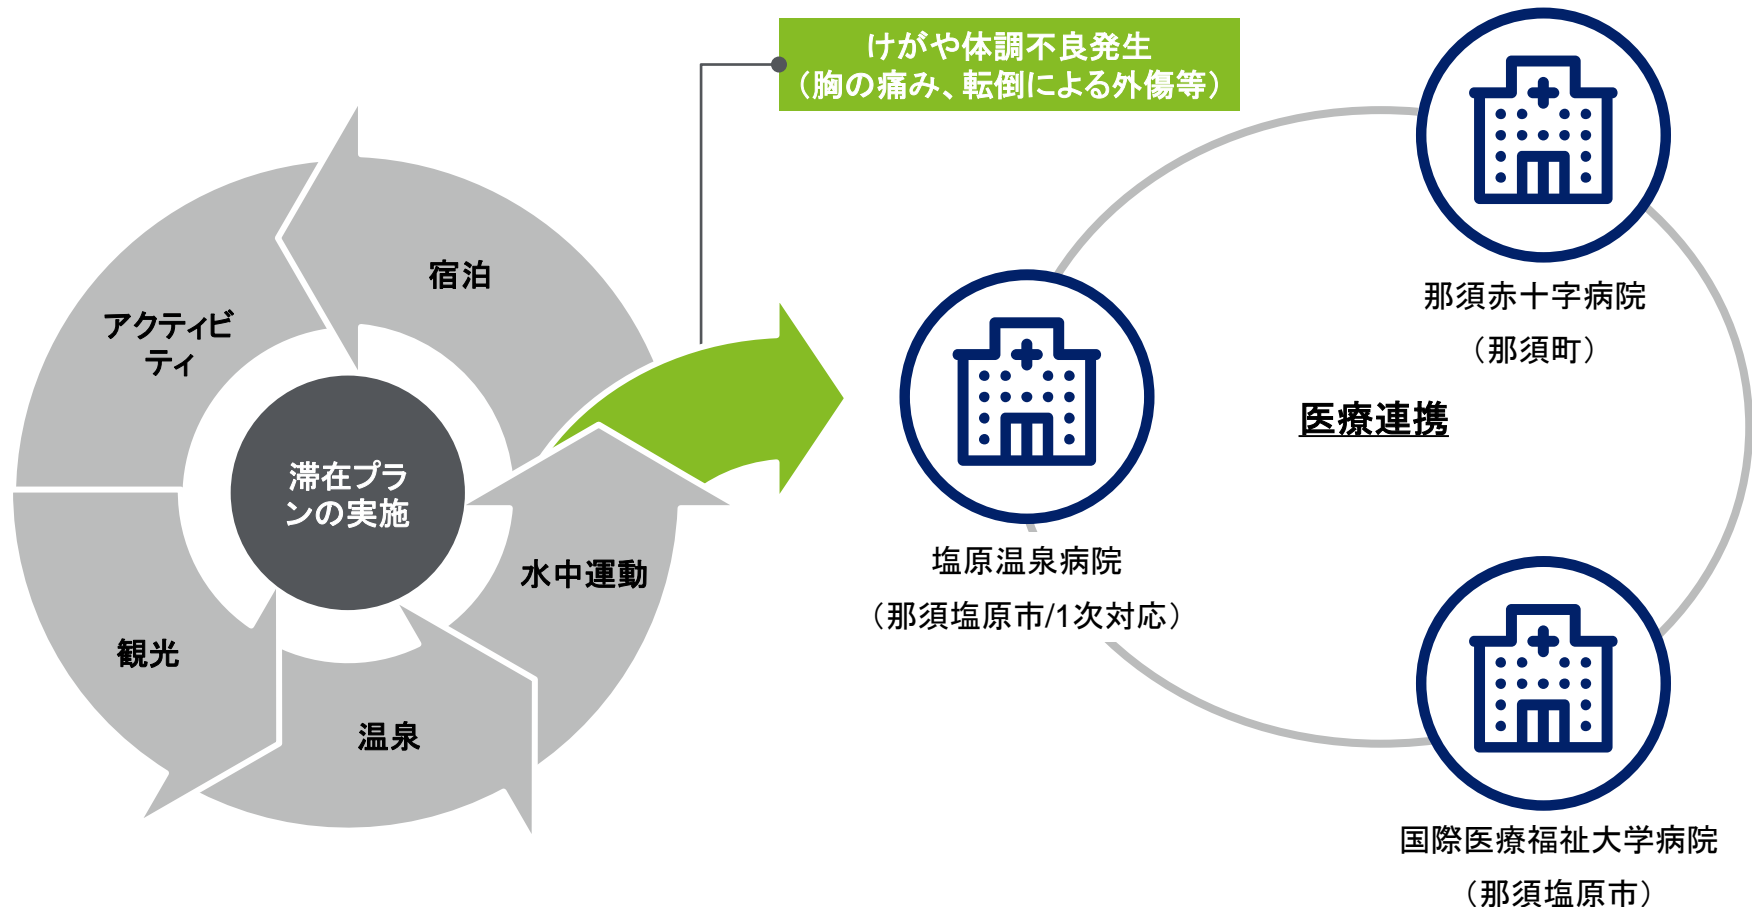 けがや体調不良発生
（胸の痛み、転倒による外傷等）
宿泊
アクティビ
ティ
滞在プラ
ンの実施
水中運動
観光
温泉
那須赤十字病院
（那須町）
医療連携
塩原温泉病院
（那須塩原市/1次対応）
国際医療福祉大学病院
（那須塩原市）